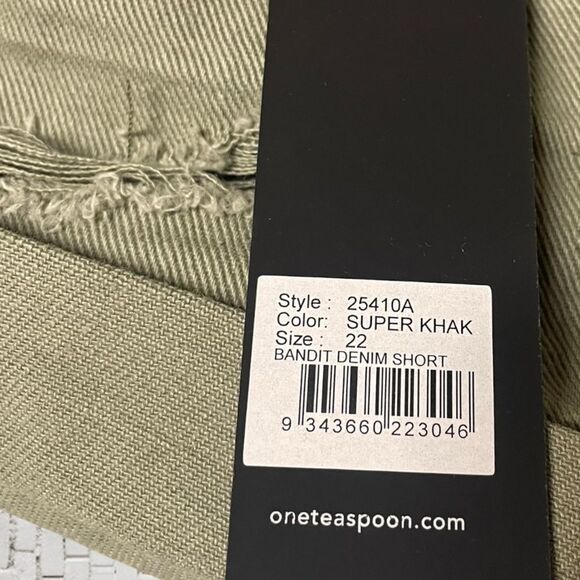 Style : 25410A
Color: SUPER KHAK
Size : 22
BANDIT DENIM SHORT
9 343660 223046
oneteaspoon.com